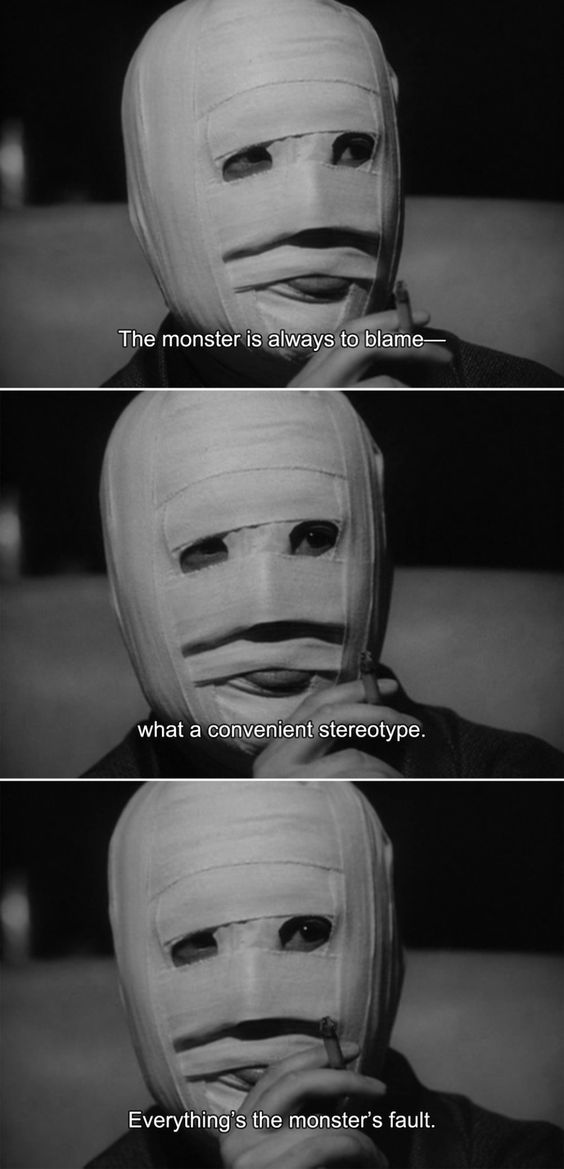 The monster is always to blame—
what a convenient stereotype.
Everything's the monster's fault.